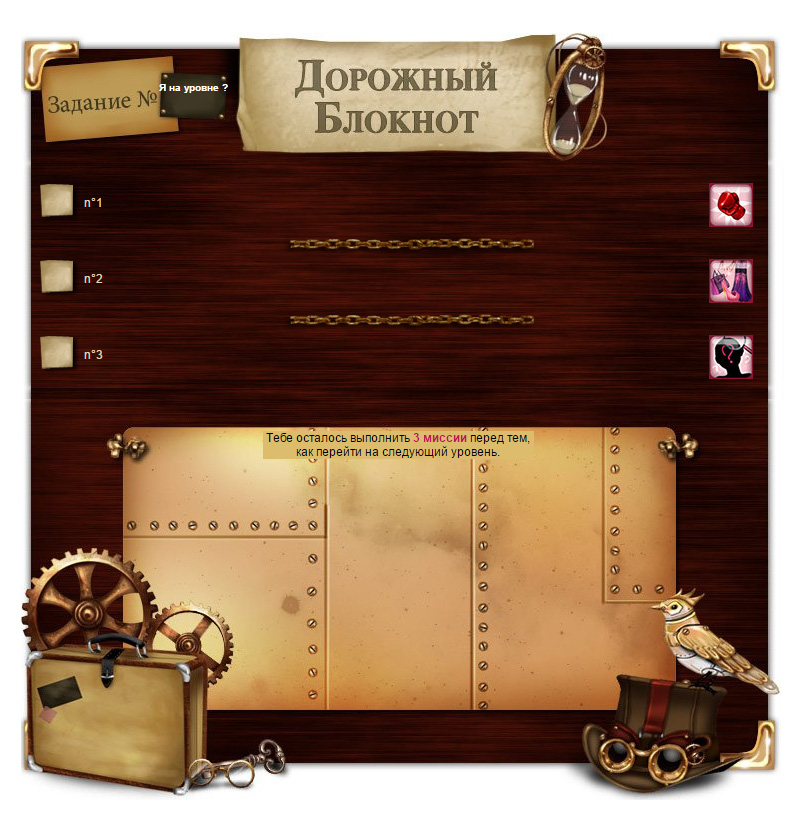 Дорожный
Блокнот
Задание №
Я на уровне ?
n°1
n°2
n°3
Тебе осталось выполнить 3 миссии перед тем,
как перейти на следующий уровень.